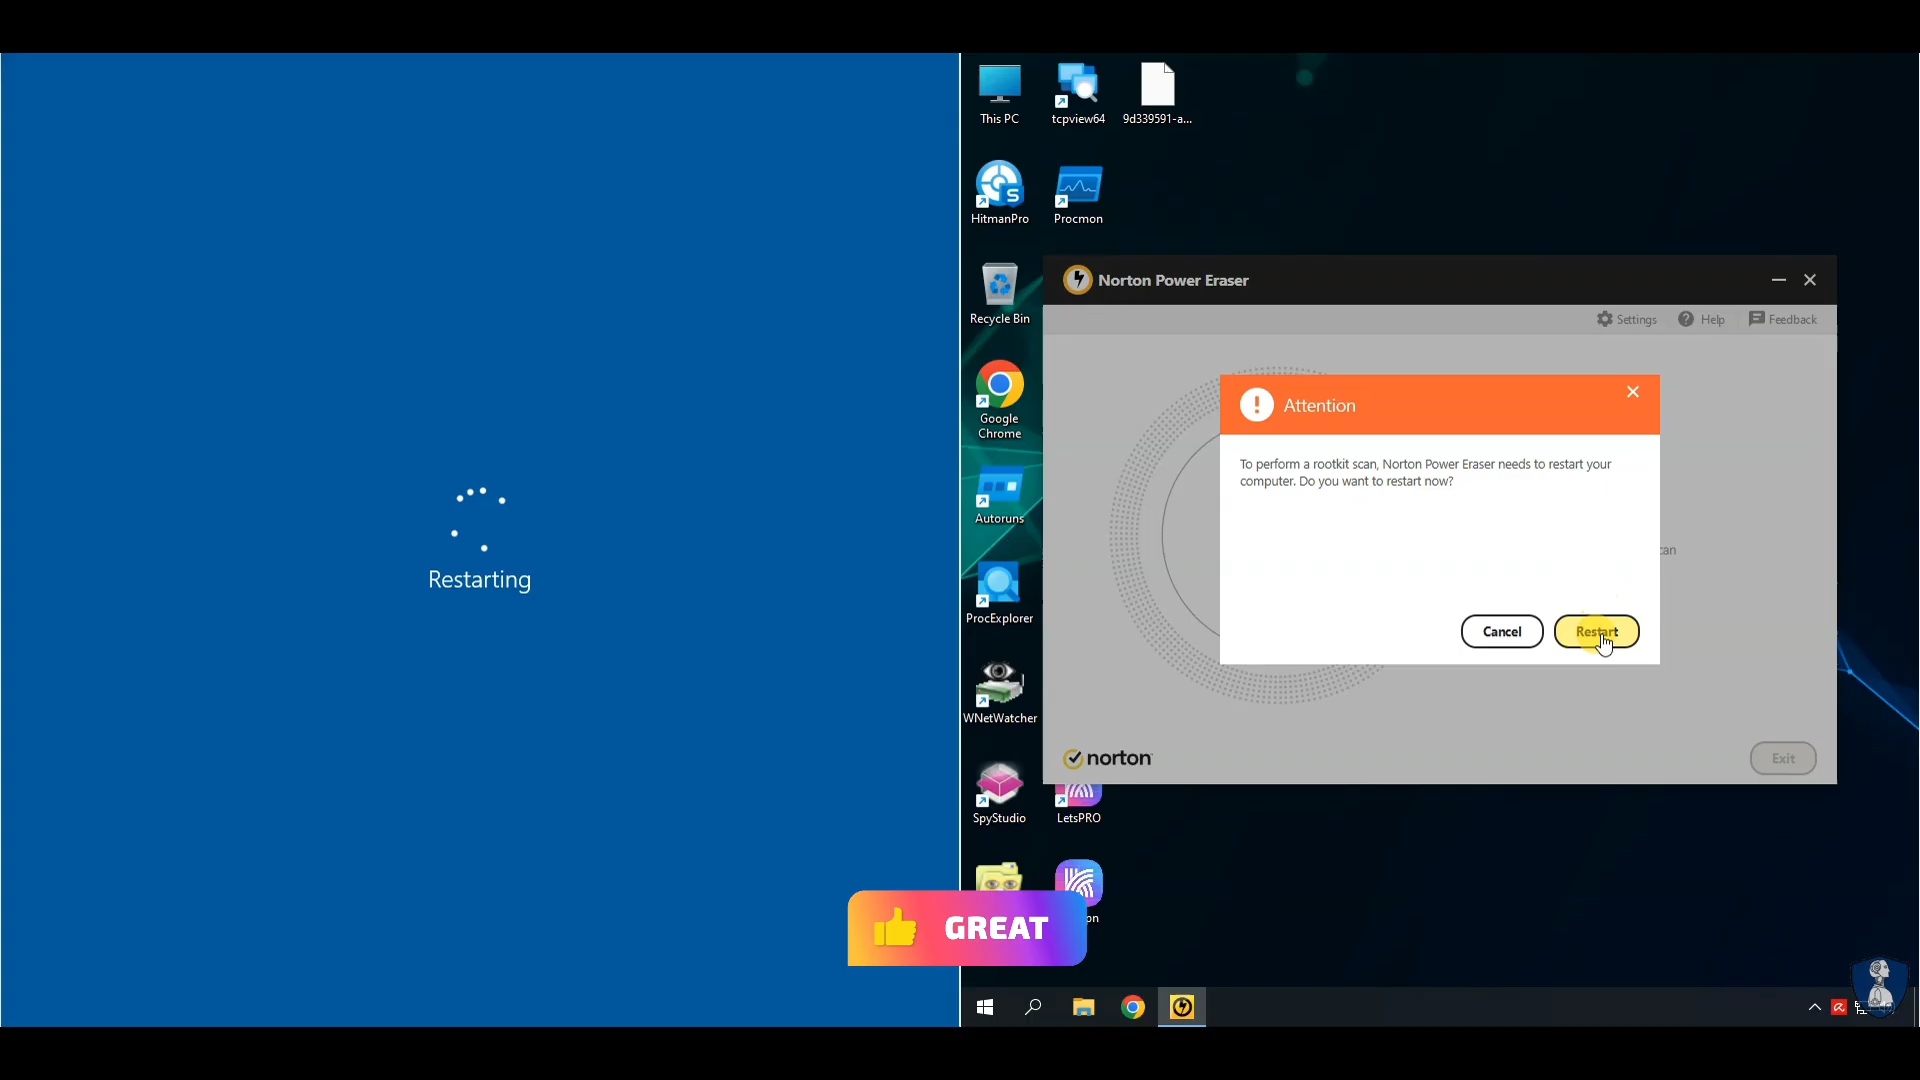 Restarting
This PC
tcpview64
9d339591-a...
HitmanPro
Procmon
Recycle Bin
Google
Chrome
Autoruns
ProcExplorer
WNetWatcher
SpyStudio
LetsPRO
Norton Power Eraser
Settings
Help
Feedback
Attention
To perform a rootkit scan, Norton Power Eraser needs to restart your
computer. Do you want to restart now?
can
Cancel
Restart
norton
Exit
GREAT